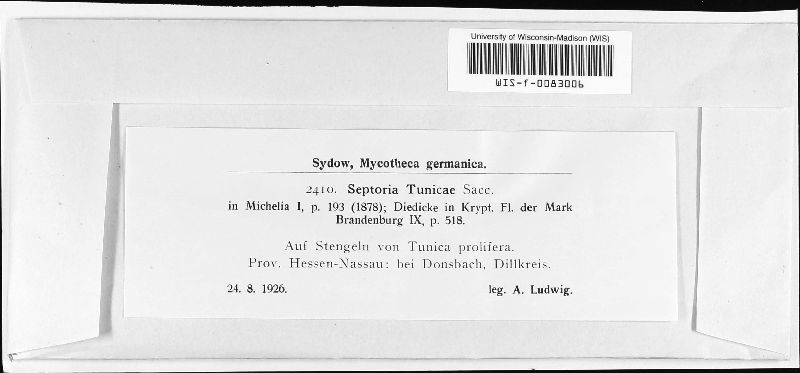 University of Wisconsin-Madison (WIS)
WIS-f-0083006
Sydow, Mycotheca germanica.
2410. Septoria Tunicae Sacc.
in Michelia I, p. 193 (1878); Diedicke in Krypt. Fl. der Mark
Brandenburg IX, p. 518.
Auf Stengeln von Tunica prolifera.
Prov. Hessen-Nassau: bei Donsbach, Dillkreis.
24. 8. 1926. leg. A. Ludwig.